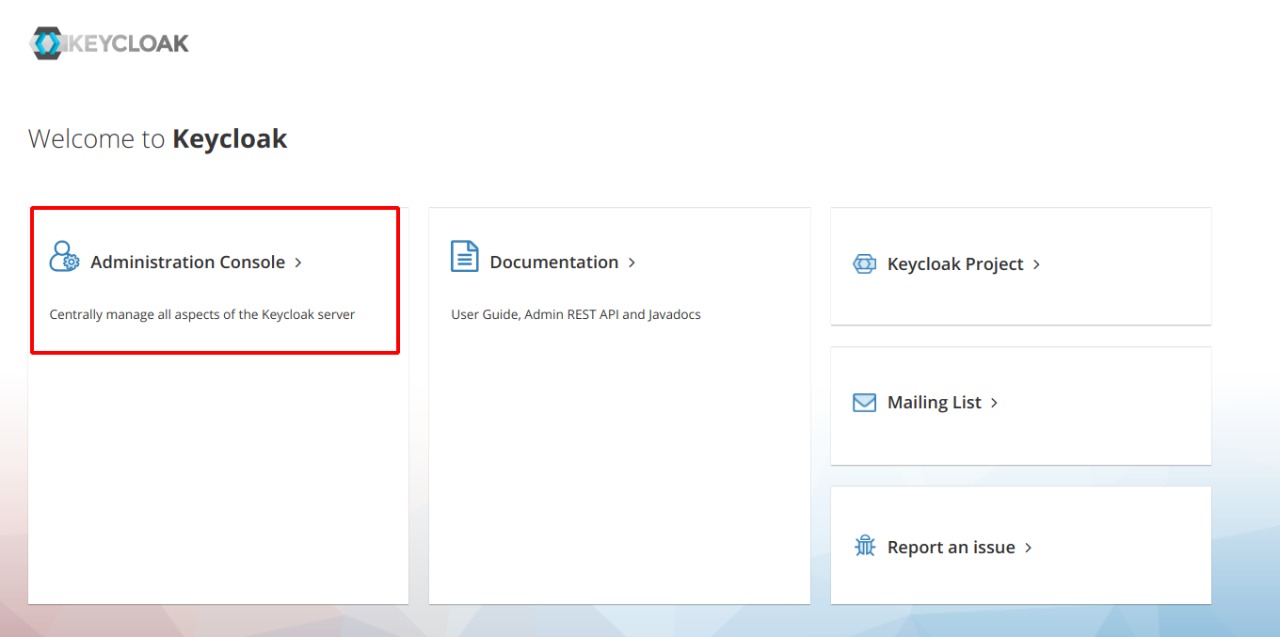 KEYCLOAK
Welcome to Keycloak
Administration Console
Centrally manage all aspects of the Keycloak server
Documentation
User Guide, Admin REST API and Javadocs
Keycloak Project
Mailing List
Report an issue